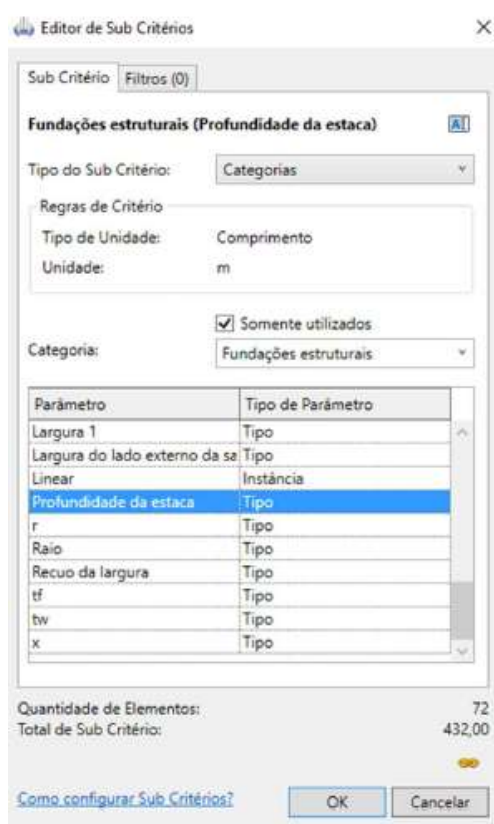 Editor de Sub Critérios
Sub Critério Filtros (0)
Fundações estruturais (Profundidade da estaca)
Tipo do Sub Critério: Categorias
Regras de Critério
Tipo de Unidade: Comprimento
Unidade: m
Somente utilizados
Categoria: Fundações estruturais
Parâmetro Tipo de Parâmetro
Largura 1 Tipo
Largura do lado externo da sa Tipo
Linear Instância
Profundidade da estaca Tipo
r Tipo
Raio Tipo
Recuo da largura Tipo
tf Tipo
tw Tipo
x Tipo
Quantidade de Elementos: 72
Total de Sub Critério: 432,00
Como configurar Sub Critérios? OK Cancelar